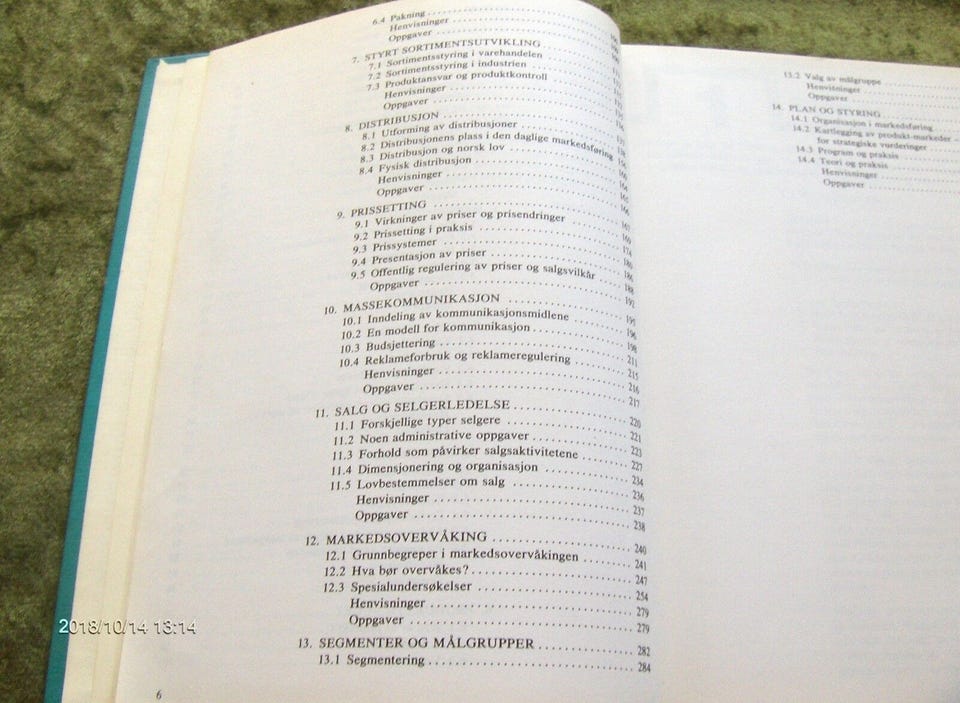 6.4 Pakning
Henvisninger
Oppgaver
7. STYRT SORTIMENTSUTVIKLING
7.1 Sortimentsstyring i varehandelen
7.2 Sortimentsstyring i industrien
7.3 Produktansvar og produktkontroll
Henvisninger
Oppgaver
8. DISTRIBUSJON
8.1 Utforming av distribusjoner
8.2 Distribusjonens plass i den daglige markedsføring
8.3 Distribusjon og norsk lov
8.4 Fysisk distribusjon
Henvisninger
Oppgaver
9. PRISSETTING
9.1 Virkninger av priser og prisendringer
9.2 Prissetting i praksis
9.3 Prissystemer
9.4 Presentasjon av priser
9.5 Offentlig regulering av priser og salgsvilkår
Oppgaver
10. MASSEKOMMUNIKASJON
10.1 Inndeling av kommunikasjonsmidlene
10.2 En modell for kommunikasjon
10.3 Budsjettering
10.4 Reklameforbruk og reklameregulering
Henvisninger
Oppgaver
11. SALG OG SELGERLEDELSE ........ 220
11.1 Forskjellige typer selgere ........ 221
11.2 Noen administrative oppgaver ........ 223
11.3 Forhold som påvirker salgsaktivitetene ........ 227
11.4 Dimensjonering og organisasjon ........ 234
11.5 Lovbestemmelser om salg ........ 236
Henvisninger ........ 237
Oppgaver ........ 238
12. MARKEDSOVERVÅKING ........ 240
12.1 Grunnbegreper i markedsovervåkingen ........ 241
12.2 Hva bør overvåkes? ........ 247
12.3 Spesialundersøkelser ........ 254
Henvisninger ........ 279
Oppgaver ........ 279
13. SEGMENTER OG MÅLGRUPPER ........ 282
13.1 Segmentering ........ 284
6
13.2 Valg av målgruppe
Henvisninger
Oppgaver
14. PLAN OG STYRING
14.1 Organisasjon i markedsføring
14.2 Kartlegging av produkt-markeder –
for strategiske vurderinger
14.3 Program og praksis
14.4 Teori og praksis
Henvisninger
Oppgaver
2018/10/14 13:14